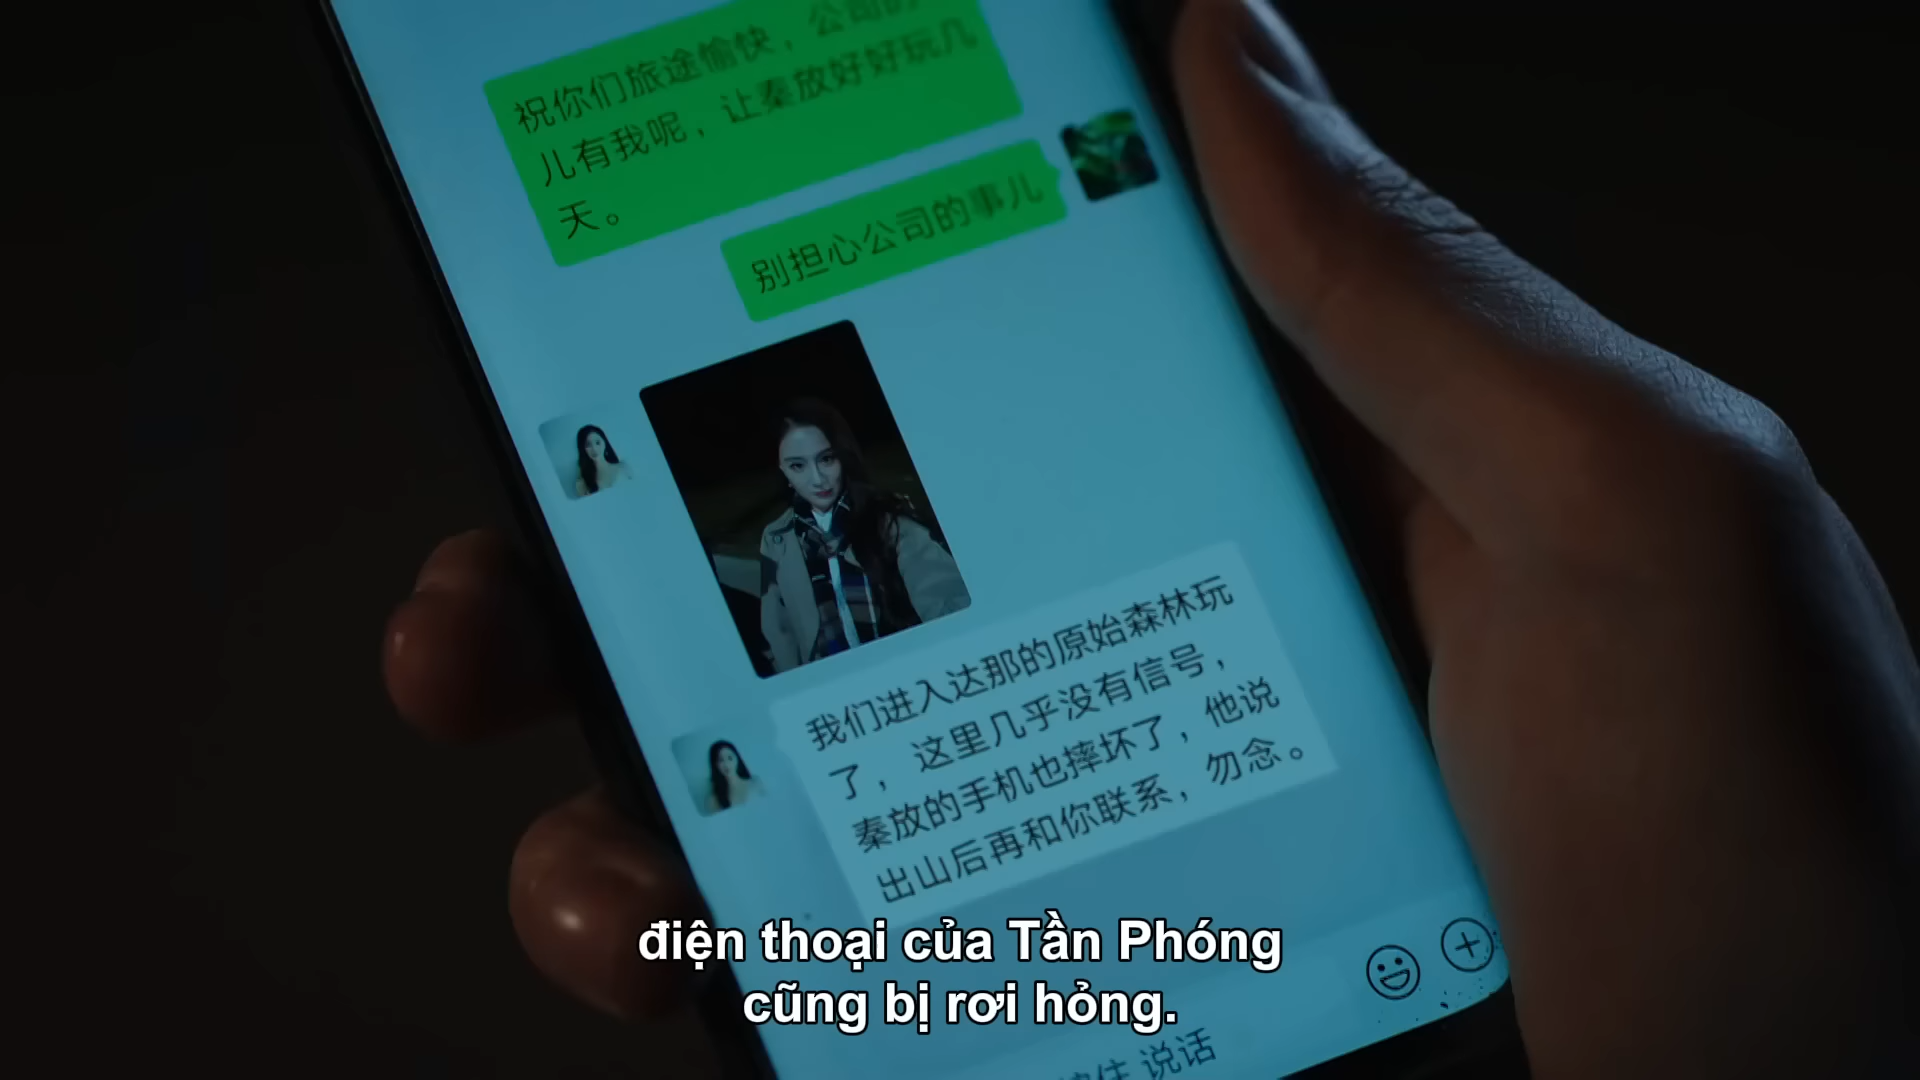 祝你们旅途愉快，公司的
儿有我呢，让秦放好好玩几
天。
别担心公司的事儿
我们进入达那的原始森林玩
了，这里几乎没有信号，
秦放的手机也摔坏了，他说
出山后再和你联系，勿念。
điện thoại của Tần Phóng
cũng bị rơi hỏng.
住 说话